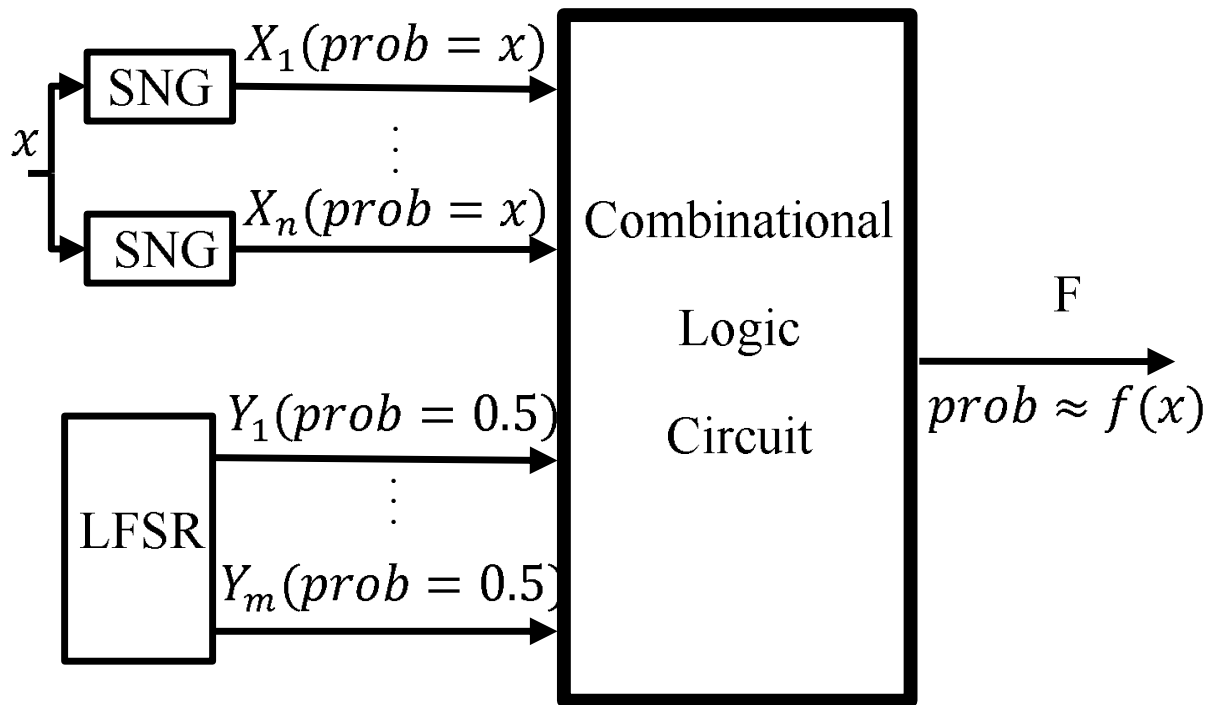 X₁(prob = x)
SNG
⋮
x
Xₙ(prob = x)
SNG
Combinational
Logic
Circuit
F
prob ≈ f(x)
Y₁(prob = 0.5)
⋮
LFSR
Yₘ(prob = 0.5)